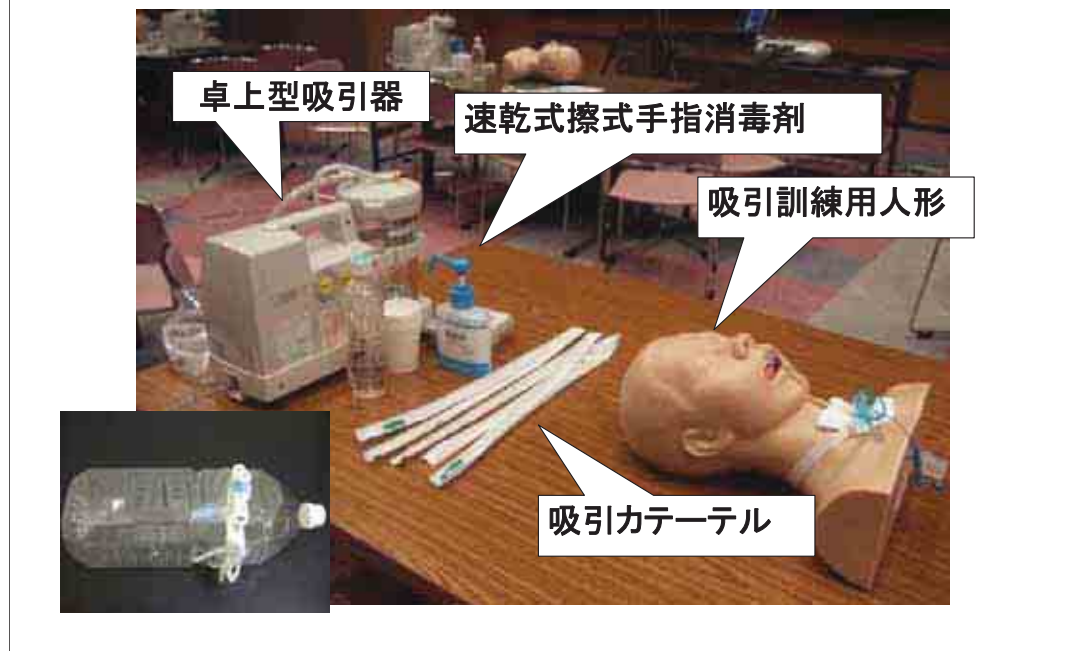 卓上型吸引器
速乾式擦式手指消毒剤
吸引訓練用人形
吸引カテーテル